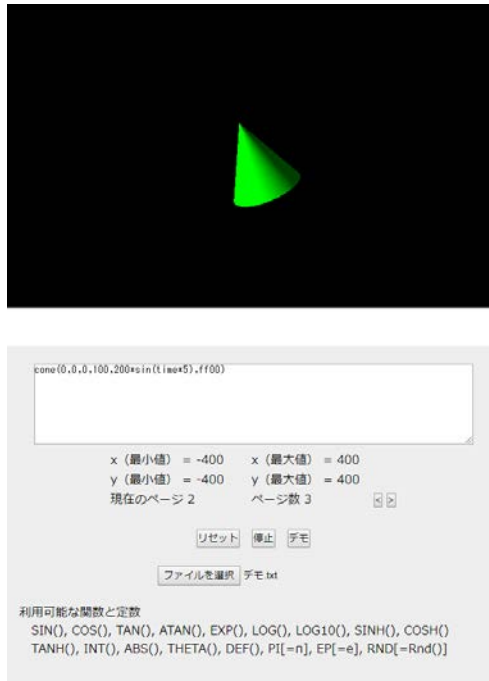 cone(0,0,0,100,200*sin(time*5),ff00)
x（最小値） = -400 x（最大値） = 400
y（最小値） = -400 y（最大値） = 400
現在のページ 2 ページ数 3 < >
リセット 停止 デモ
ファイルを選択 デモ.txt
利用可能な関数と定数
SIN(), COS(), TAN(), ATAN(), EXP(), LOG(), LOG10(), SINH(), COSH()
TANH(), INT(), ABS(), THETA(), DEF(), PI[=π], EP[=e], RND[=Rnd()]